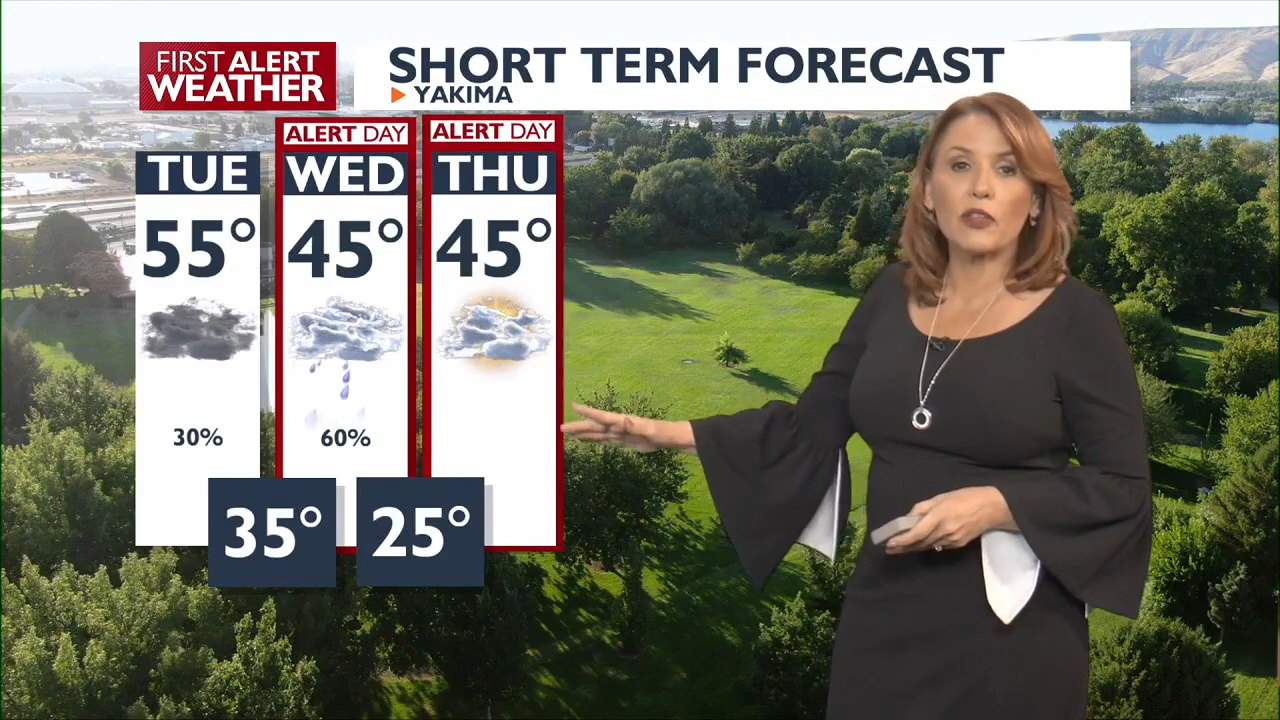 FIRST ALERT
WEATHER
SHORT TERM FORECAST
YAKIMA
ALERT DAY
ALERT DAY
TUE
WED
THU
55°
45°
45°
30%
60%
35°
25°